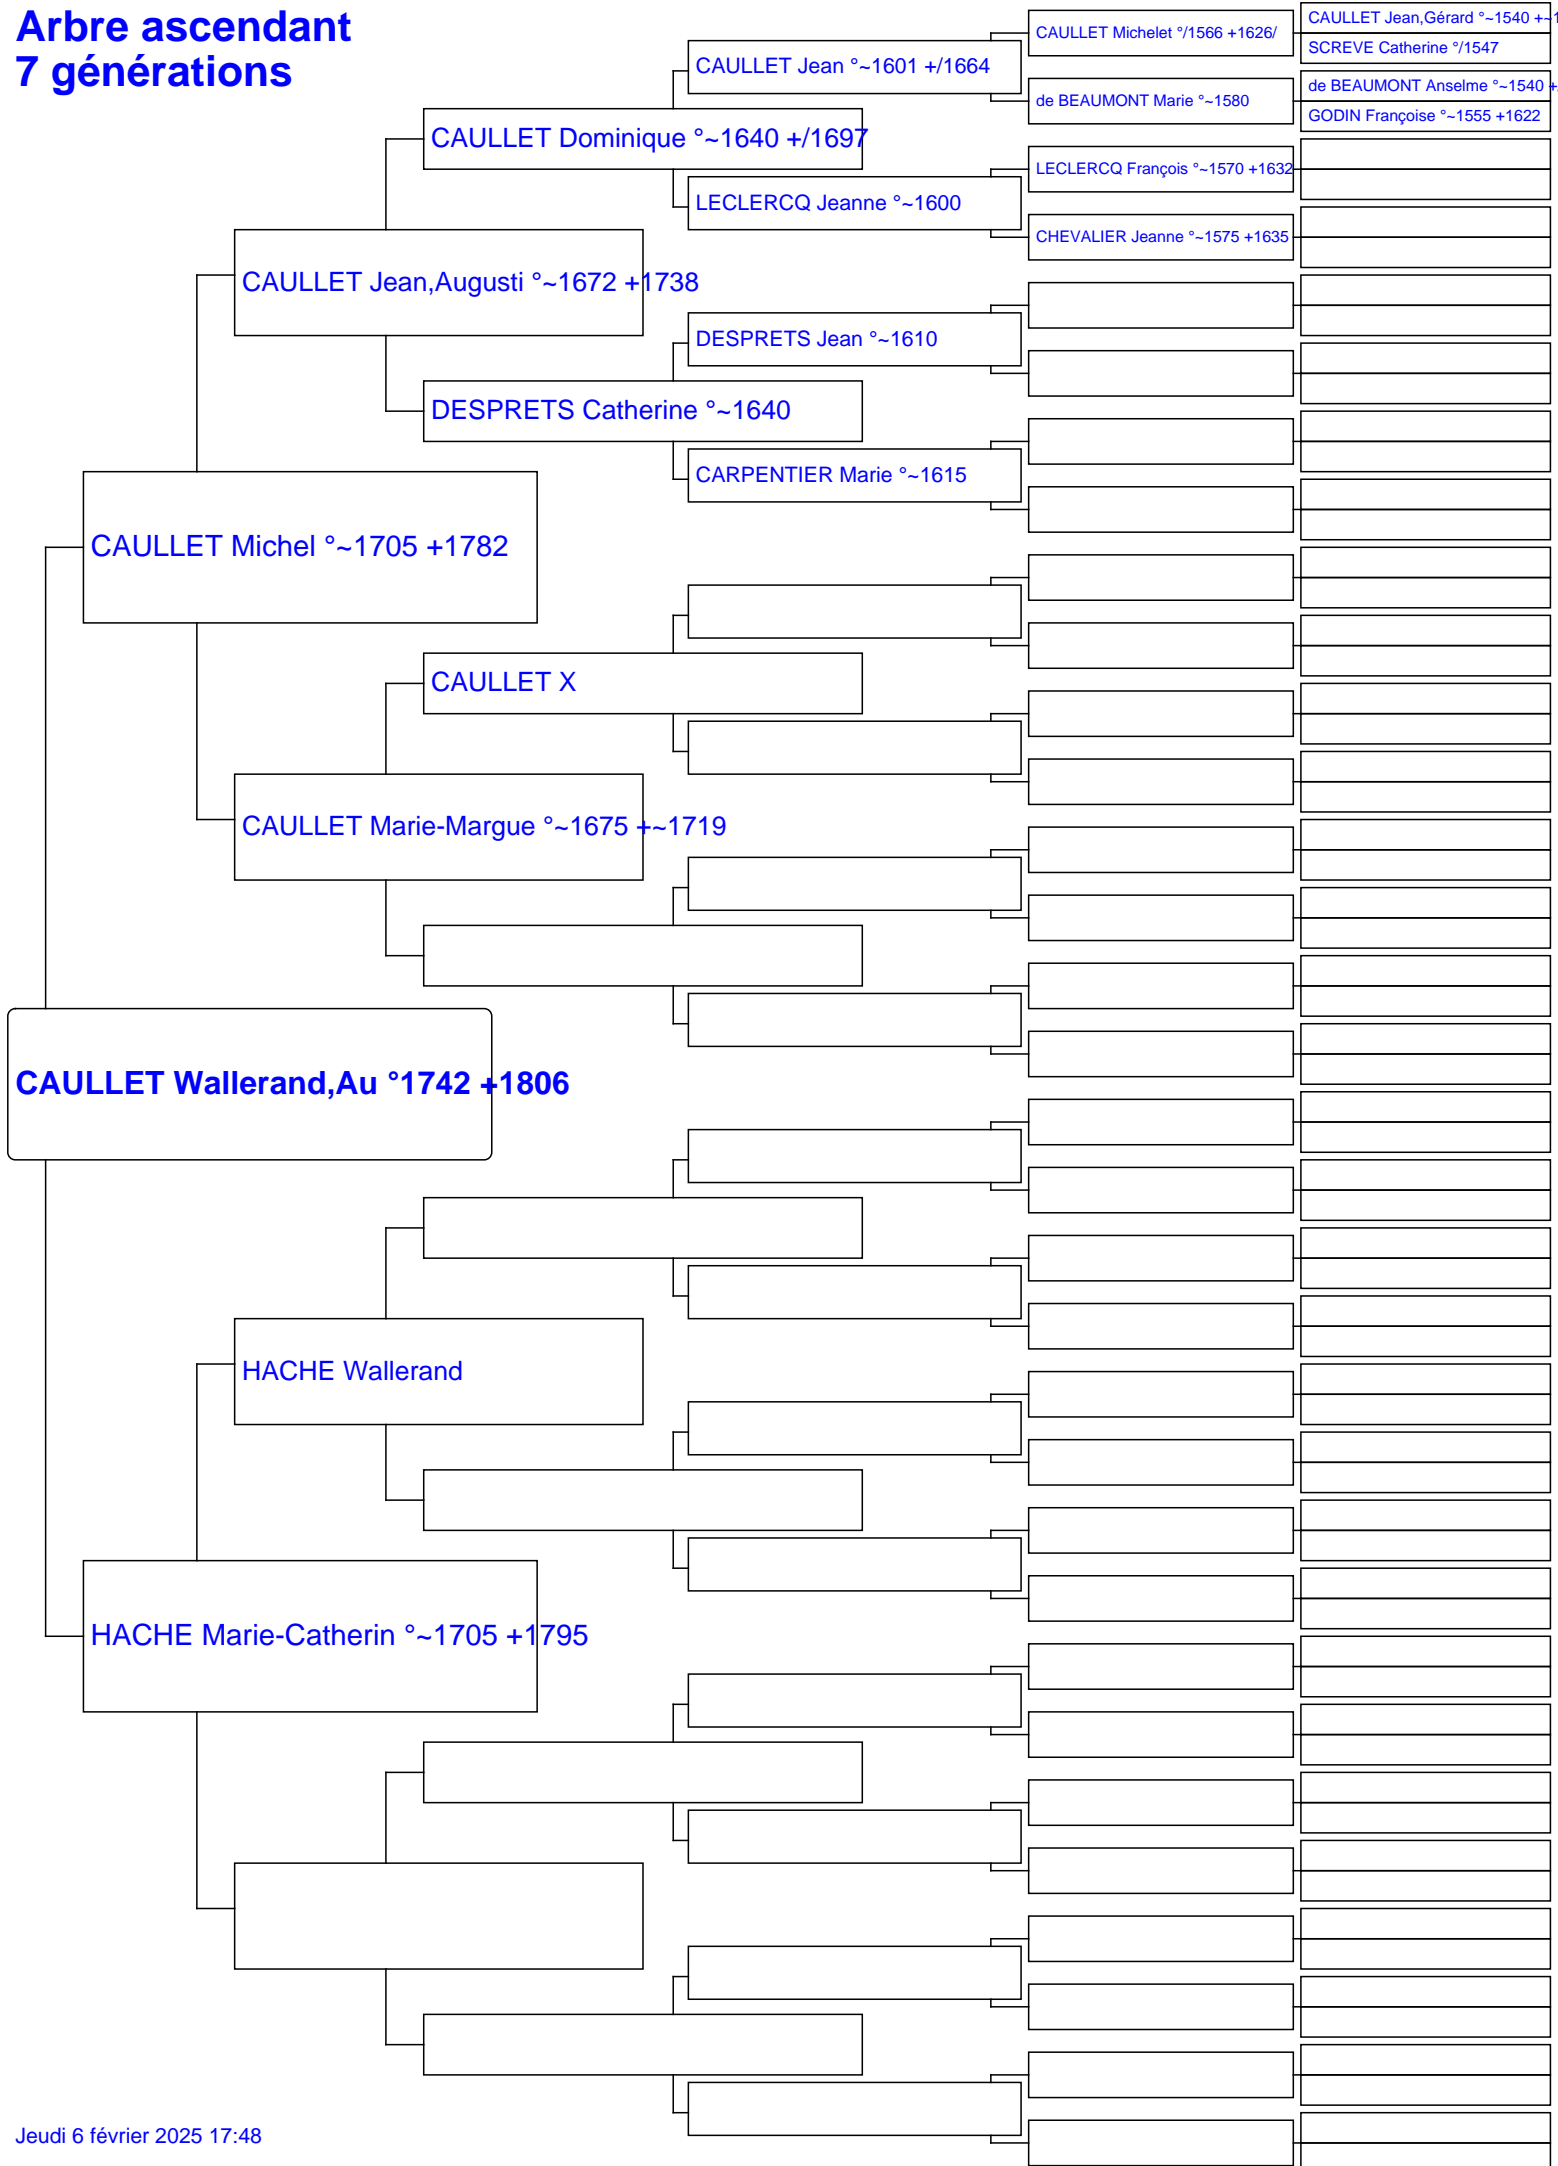 Arbre ascendant
7 générations
CAULLET Jean,Gérard °~1540 +~1
CAULLET Michelet °/1566 +1626/
SCREVE Catherine °/1547
CAULLET Jean °~1601 +/1664
de BEAUMONT Anselme °~1540 +
de BEAUMONT Marie °~1580
GODIN Françoise °~1555 +1622
CAULLET Dominique °~1640 +/1697
LECLERCQ François °~1570 +1632
LECLERCQ Jeanne °~1600
CHEVALIER Jeanne °~1575 +1635
CAULLET Jean,Augusti °~1672 +1738
DESPRETS Jean °~1610
DESPRETS Catherine °~1640
CARPENTIER Marie °~1615
CAULLET Michel °~1705 +1782
CAULLET X
CAULLET Marie-Margue °~1675 +~1719
CAULLET Wallerand,Au °1742 +1806
HACHE Wallerand
HACHE Marie-Catherin °~1705 +1795
Jeudi 6 février 2025 17:48